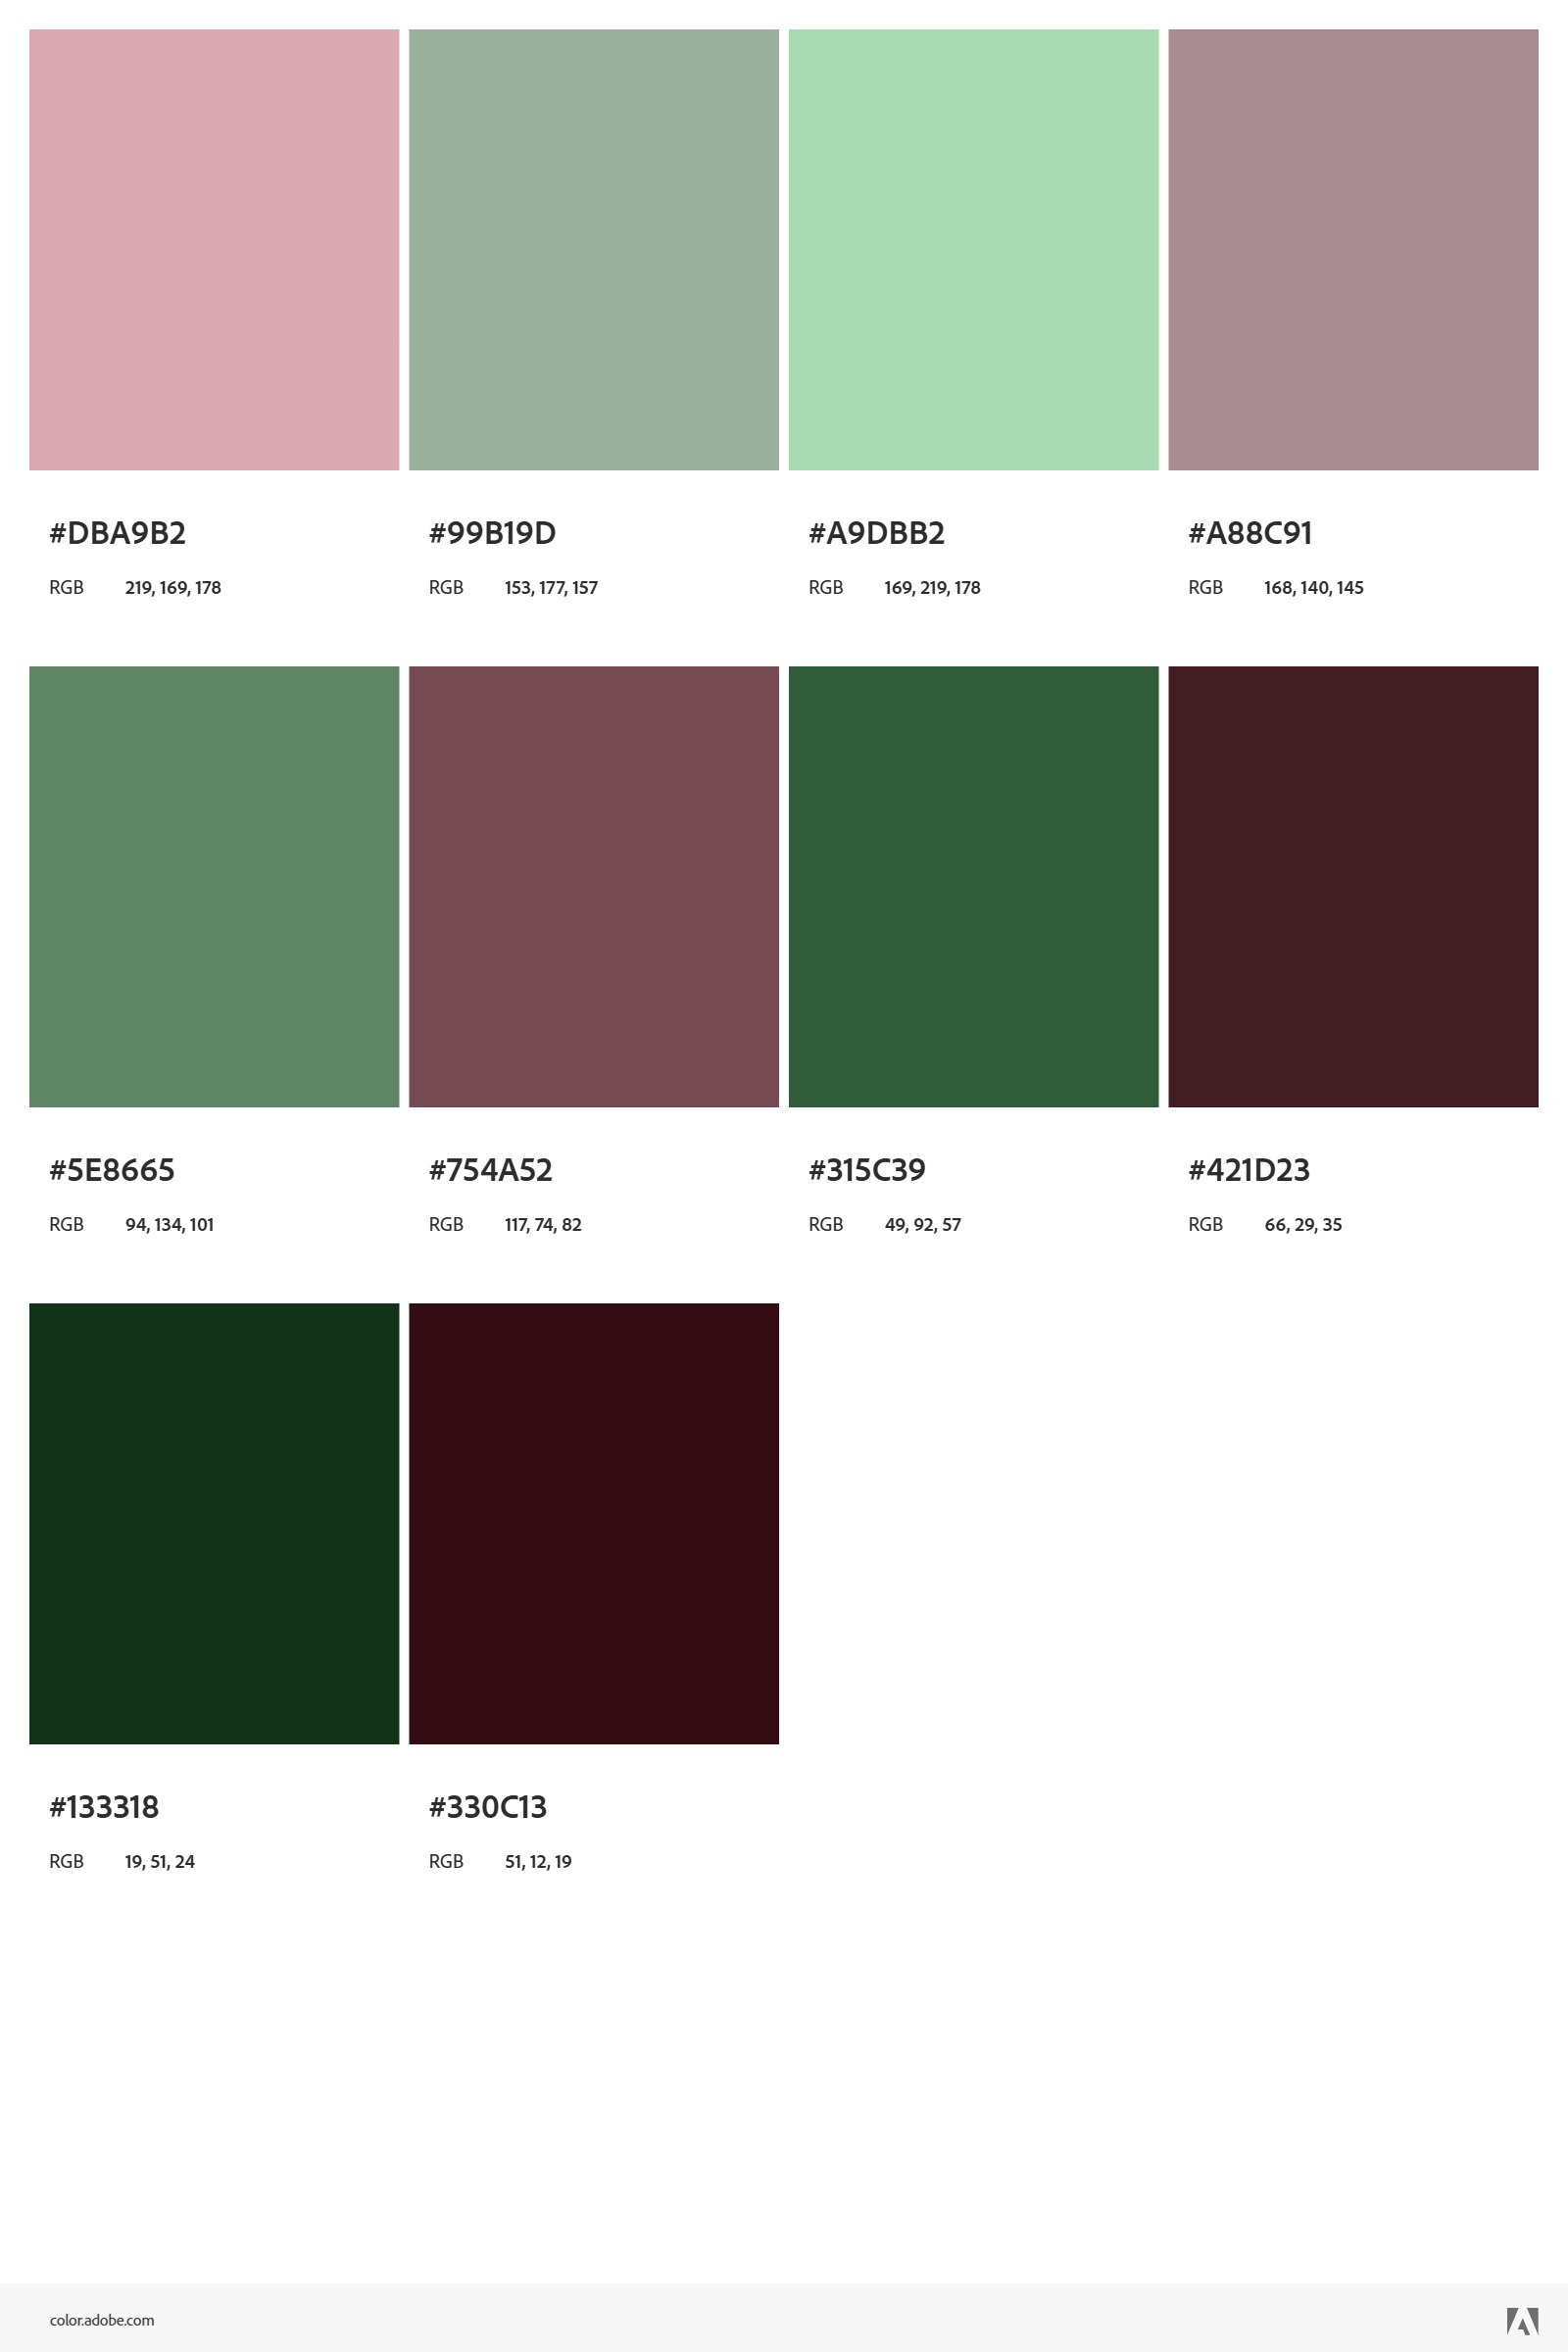 #DBA9B2 #99B19D #A9DBB2 #A88C91
RGB 219, 169, 178 RGB 153, 177, 157 RGB 169, 219, 178 RGB 168, 140, 145
#5E8665 #754A52 #315C39 #421D23
RGB 94, 134, 101 RGB 117, 74, 82 RGB 49, 92, 57 RGB 66, 29, 35
#133318 #330C13
RGB 19, 51, 24 RGB 51, 12, 19
color.adobe.com